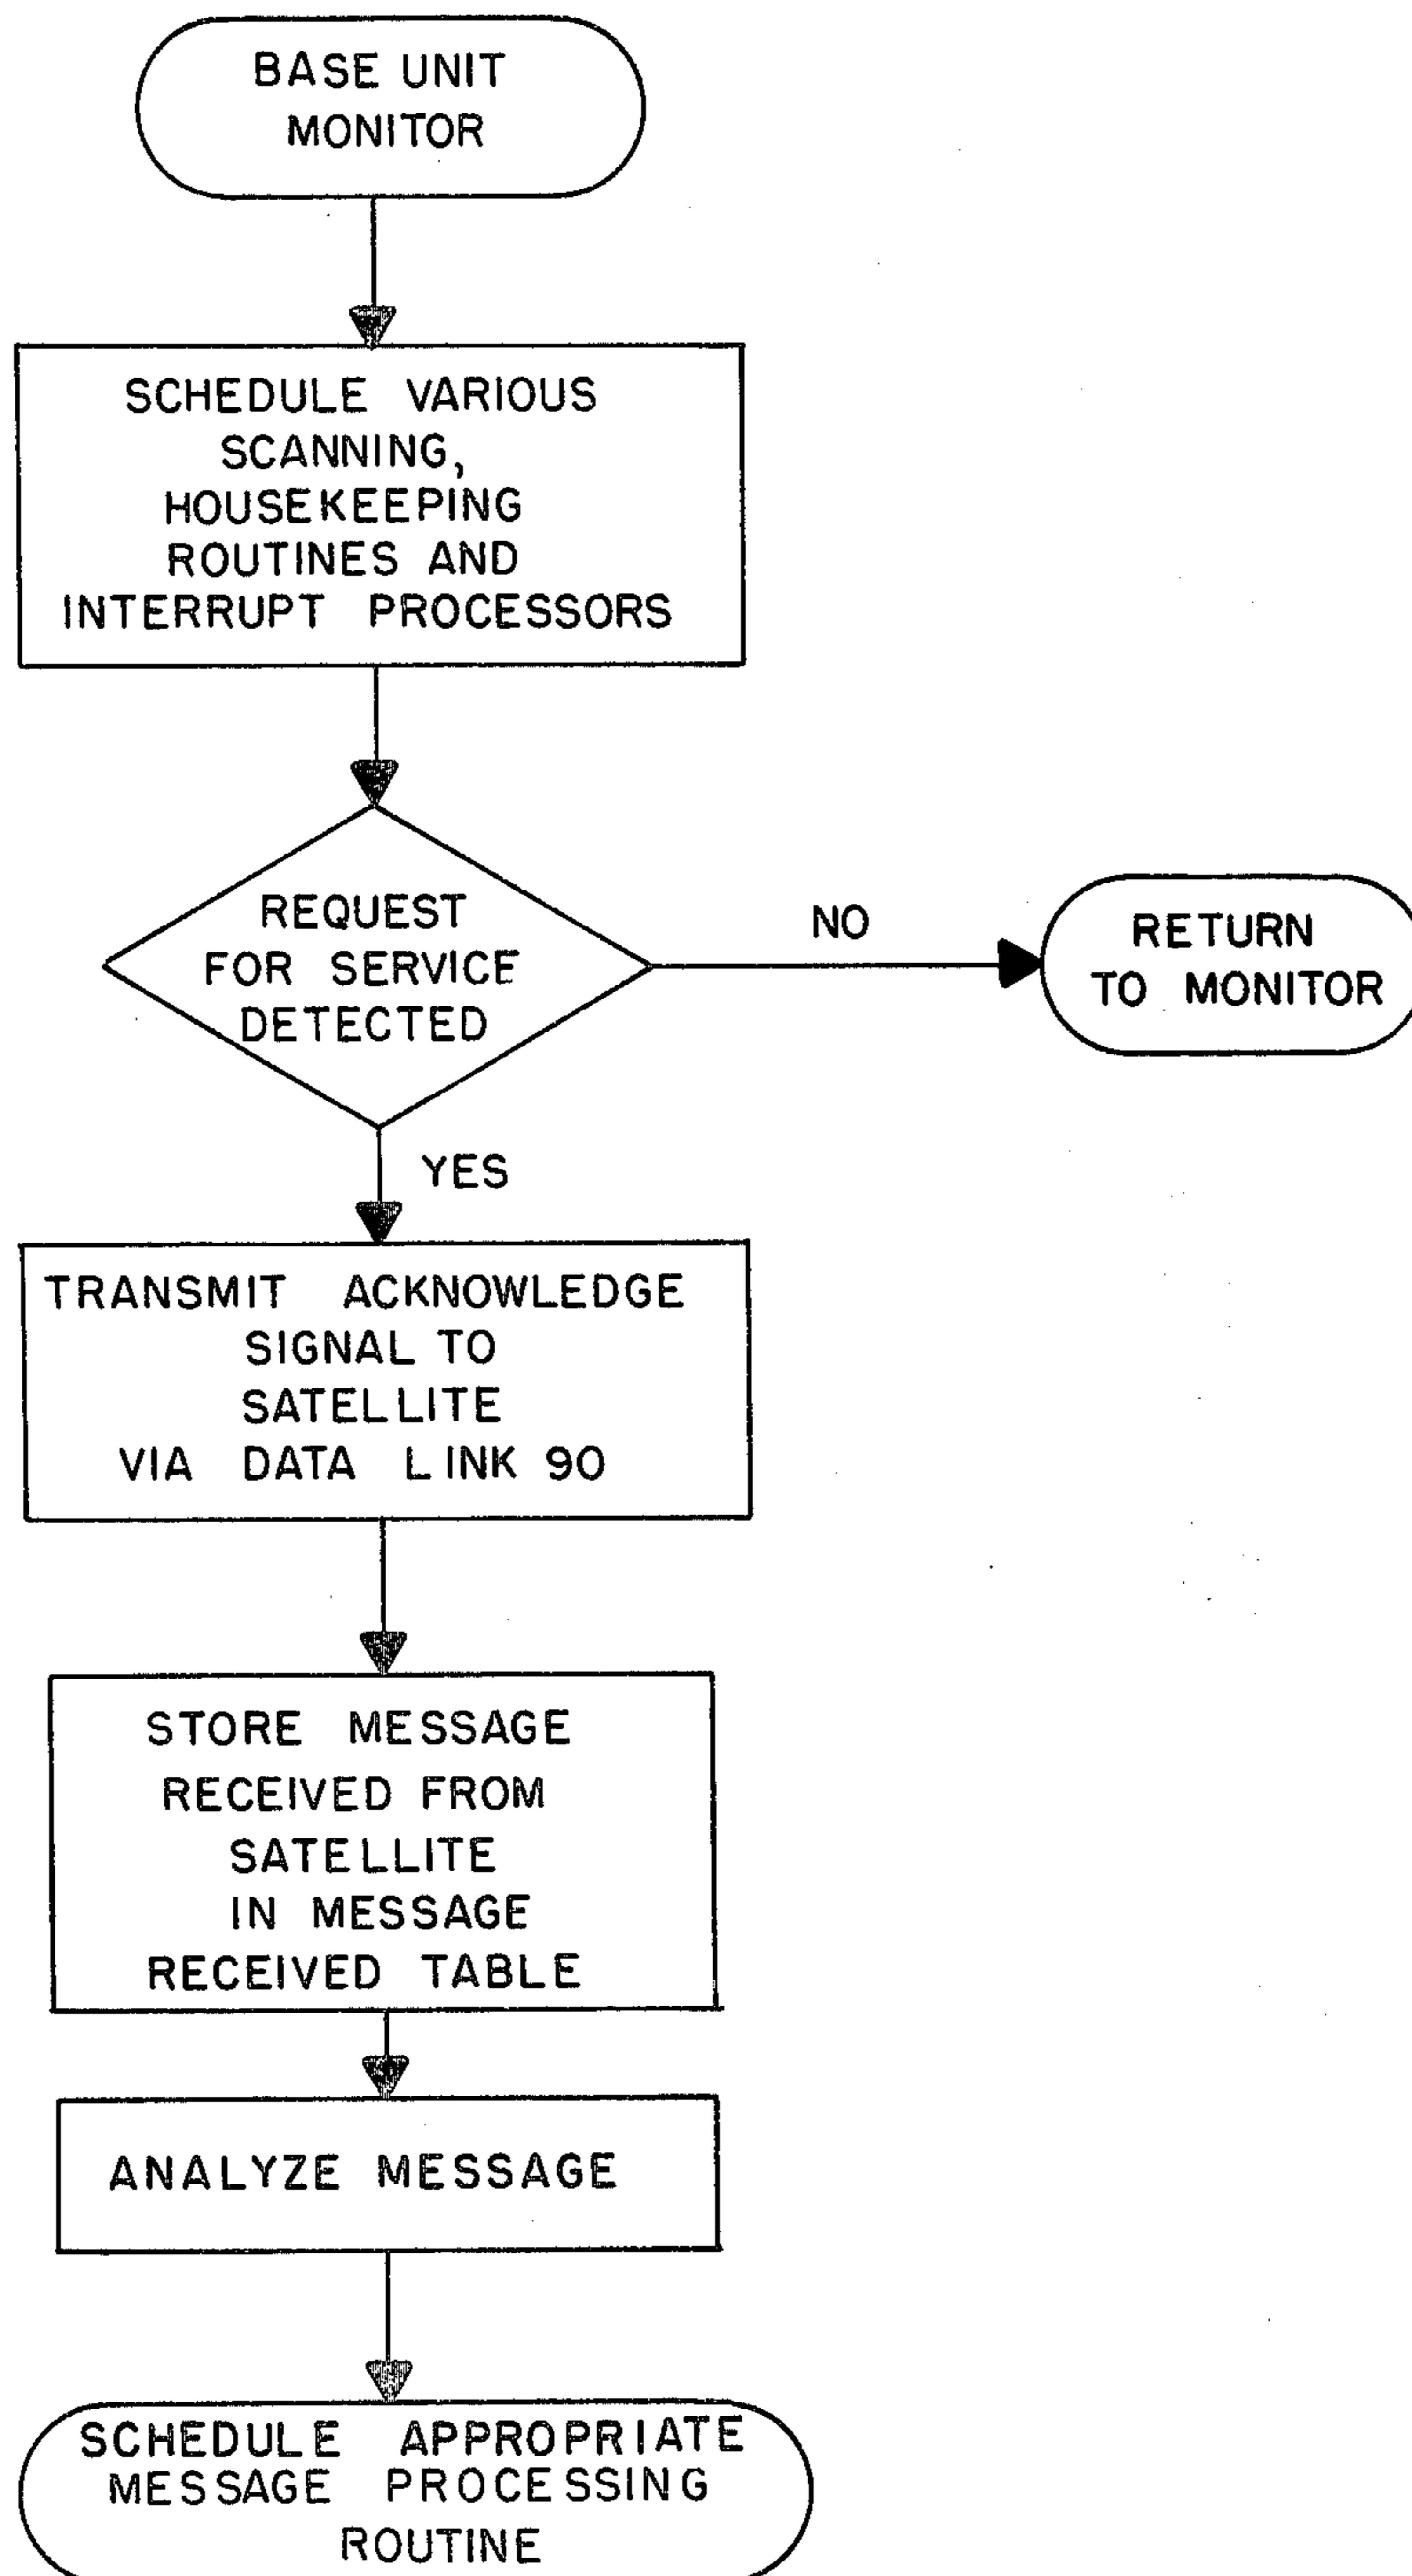 BASE UNIT
MONITOR
SCHEDULE VARIOUS
SCANNING,
HOUSEKEEPING
ROUTINES AND
INTERRUPT PROCESSORS
REQUEST
FOR SERVICE
DETECTED
NO
RETURN
TO MONITOR
YES
TRANSMIT ACKNOWLEDGE
SIGNAL TO
SATELLITE
VIA DATA LINK 90
STORE MESSAGE
RECEIVED FROM
SATELLITE
IN MESSAGE
RECEIVED TABLE
ANALYZE MESSAGE
SCHEDULE APPROPRIATE
MESSAGE PROCESSING
ROUTINE